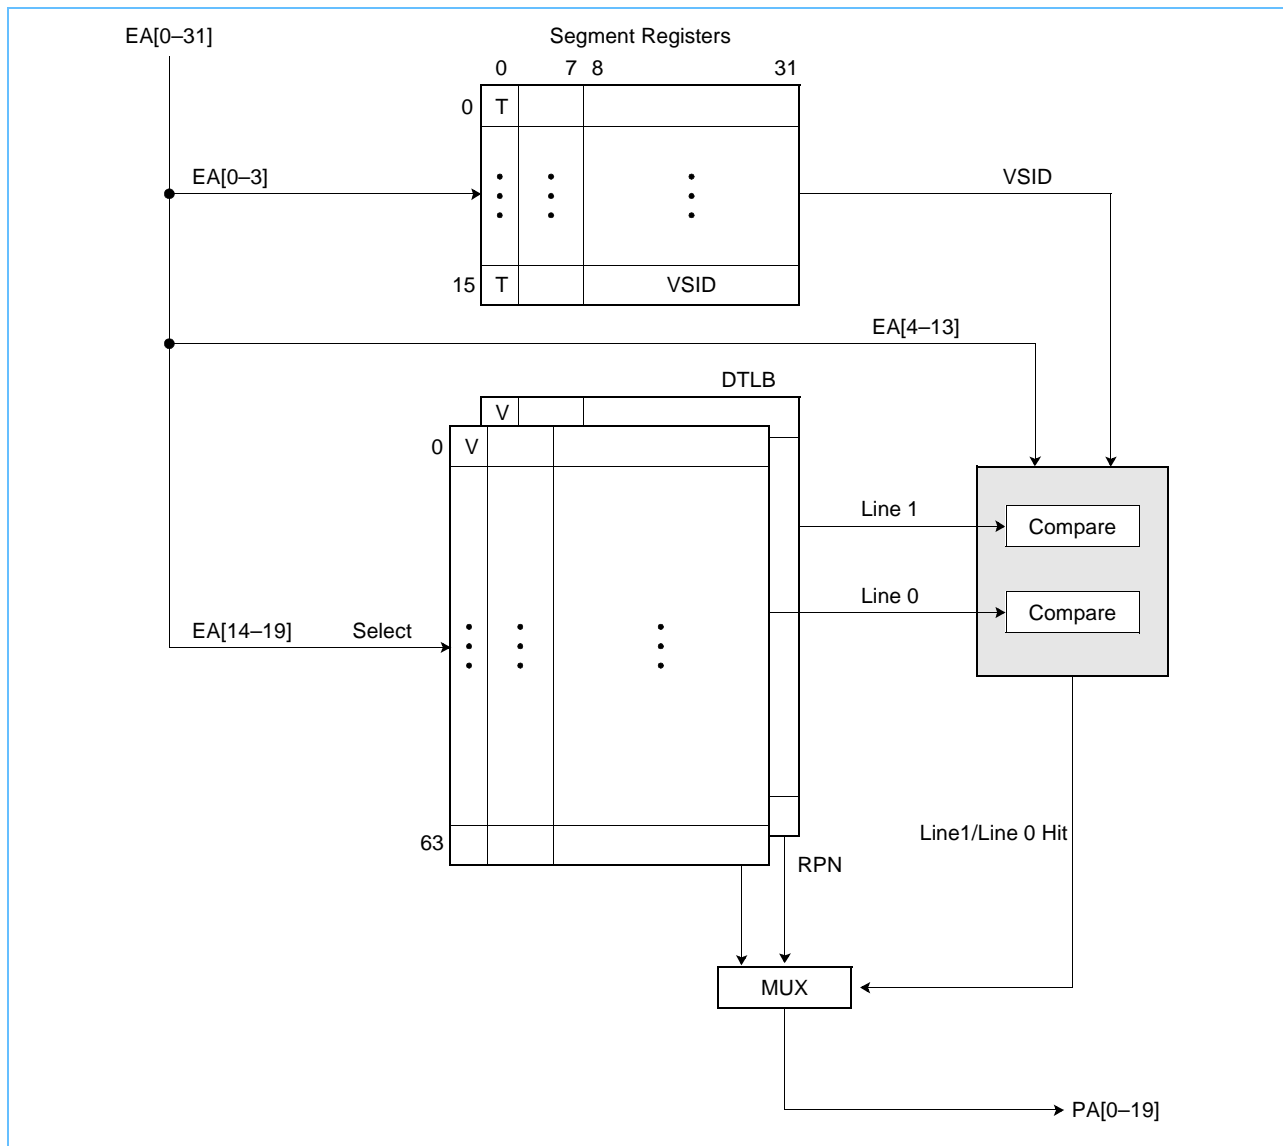 EA[0–31]
Segment Registers
0 7 8 31
0 T
EA[0–3]
VSID
15 T VSID
EA[4–13]
DTLB
V
0 V
Line 1
Compare
Line 0
Compare
EA[14–19] Select
Line1/Line 0 Hit
63
RPN
MUX
PA[0–19]